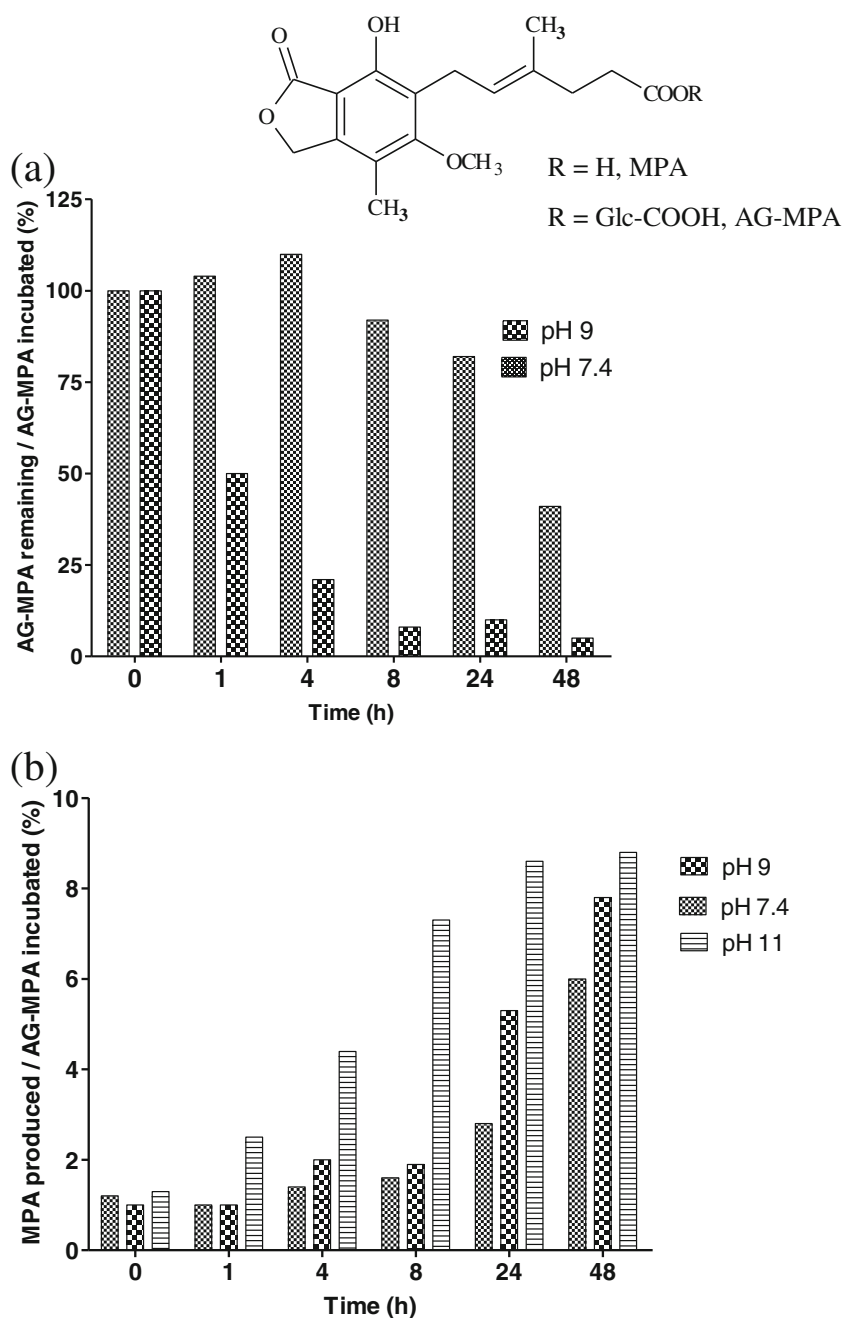 O
OH
CH3
COOR
O
OCH3
CH3
R = H, MPA
R = Glc-COOH, AG-MPA
(a)
AG-MPA remaining / AG-MPA incubated (%)
125
100
75
50
25
0
pH 9
pH 7.4
0 1 4 8 24 48
Time (h)
(b)
MPA produced / AG-MPA incubated (%)
10
8
6
4
2
0
pH 9
pH 7.4
pH 11
0 1 4 8 24 48
Time (h)